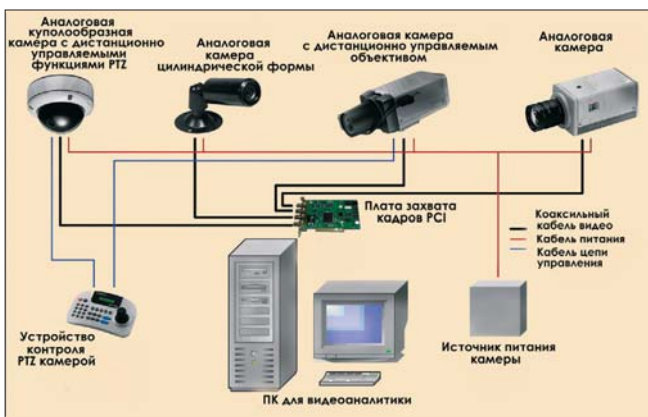 Аналоговая
куполообразная
камера с дистанционно
управляемыми
функциями PTZ
Аналоговая
камера
цилиндрической формы
Аналоговая камера
с дистанционно управляемым
объективом
Аналоговая
камера
Плата захвата
кадров PCI
Коаксильный
кабель видео
Кабель питания
Кабель цепи
управления
Устройство
контроля
PTZ камерой
Источник питания
камеры
ПК для видеоаналитики